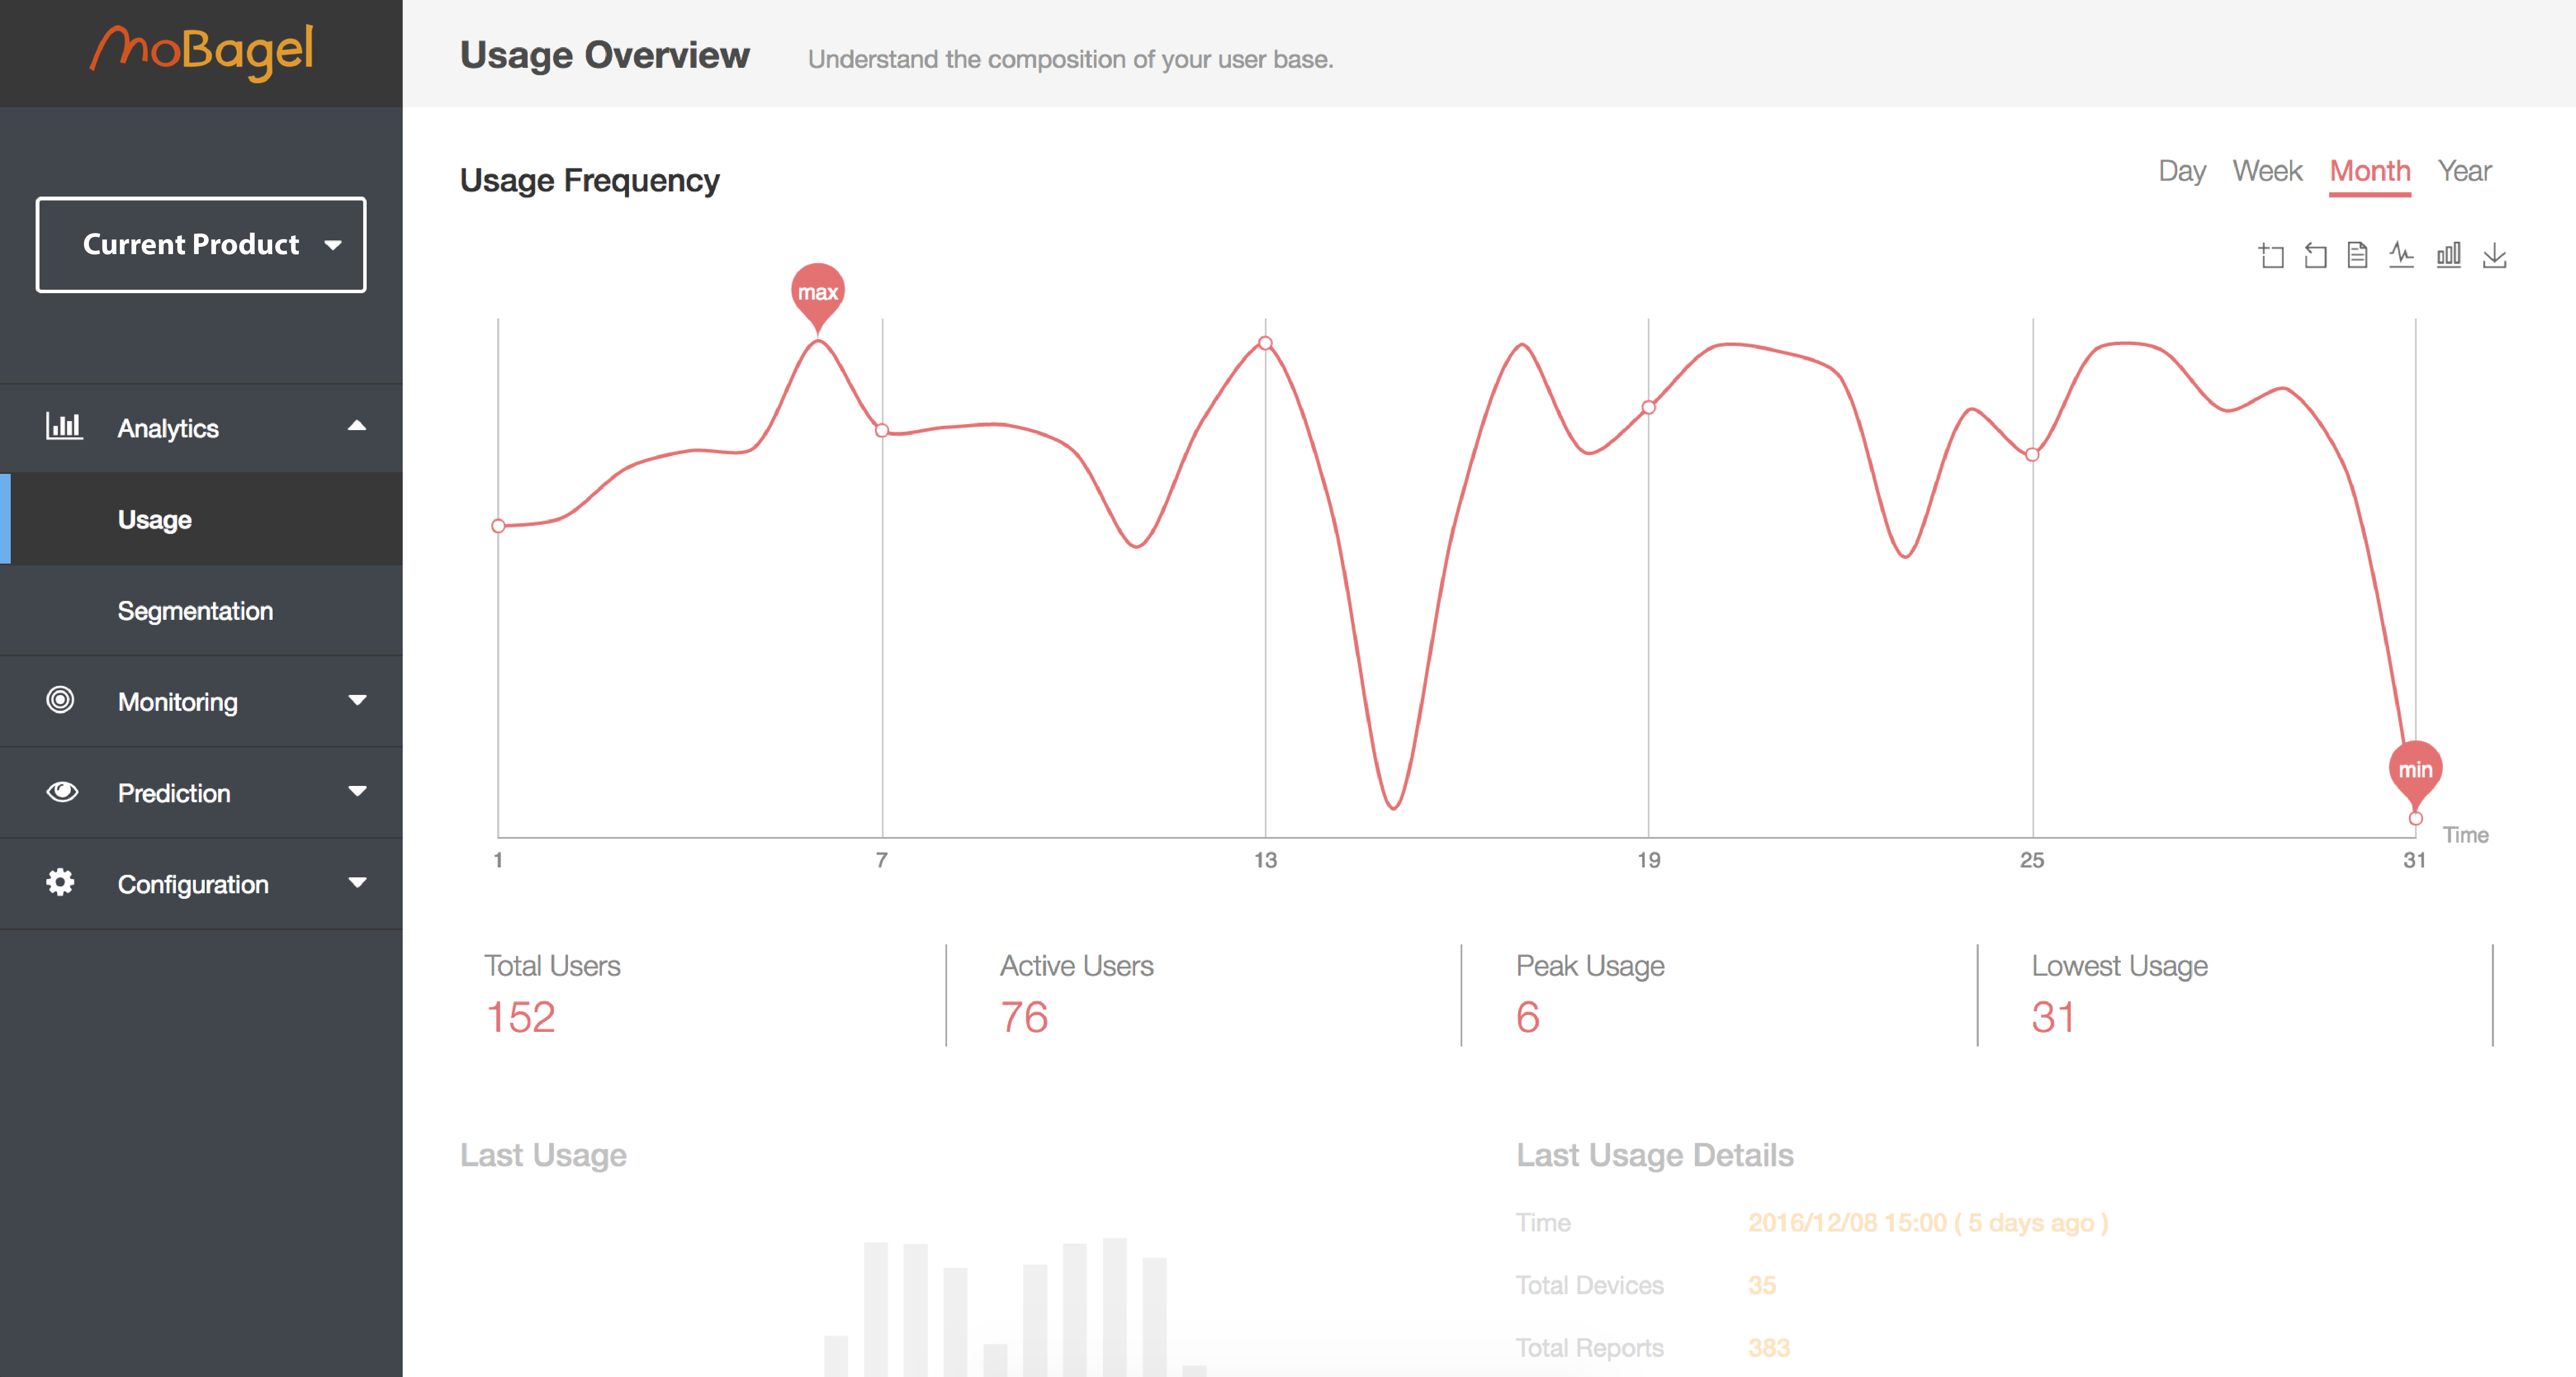 moBagel
Usage Overview
Understand the composition of your user base.
Current Product
Analytics
Usage
Segmentation
Monitoring
Prediction
Configuration
Usage Frequency
Day Week Month Year
max
min
Time
1 7 13 19 25 31
Total Users
152
Active Users
76
Peak Usage
6
Lowest Usage
31
Last Usage
Last Usage Details
Time 2016/12/08 15:00 ( 5 days ago )
Total Devices 35
Total Reports 383